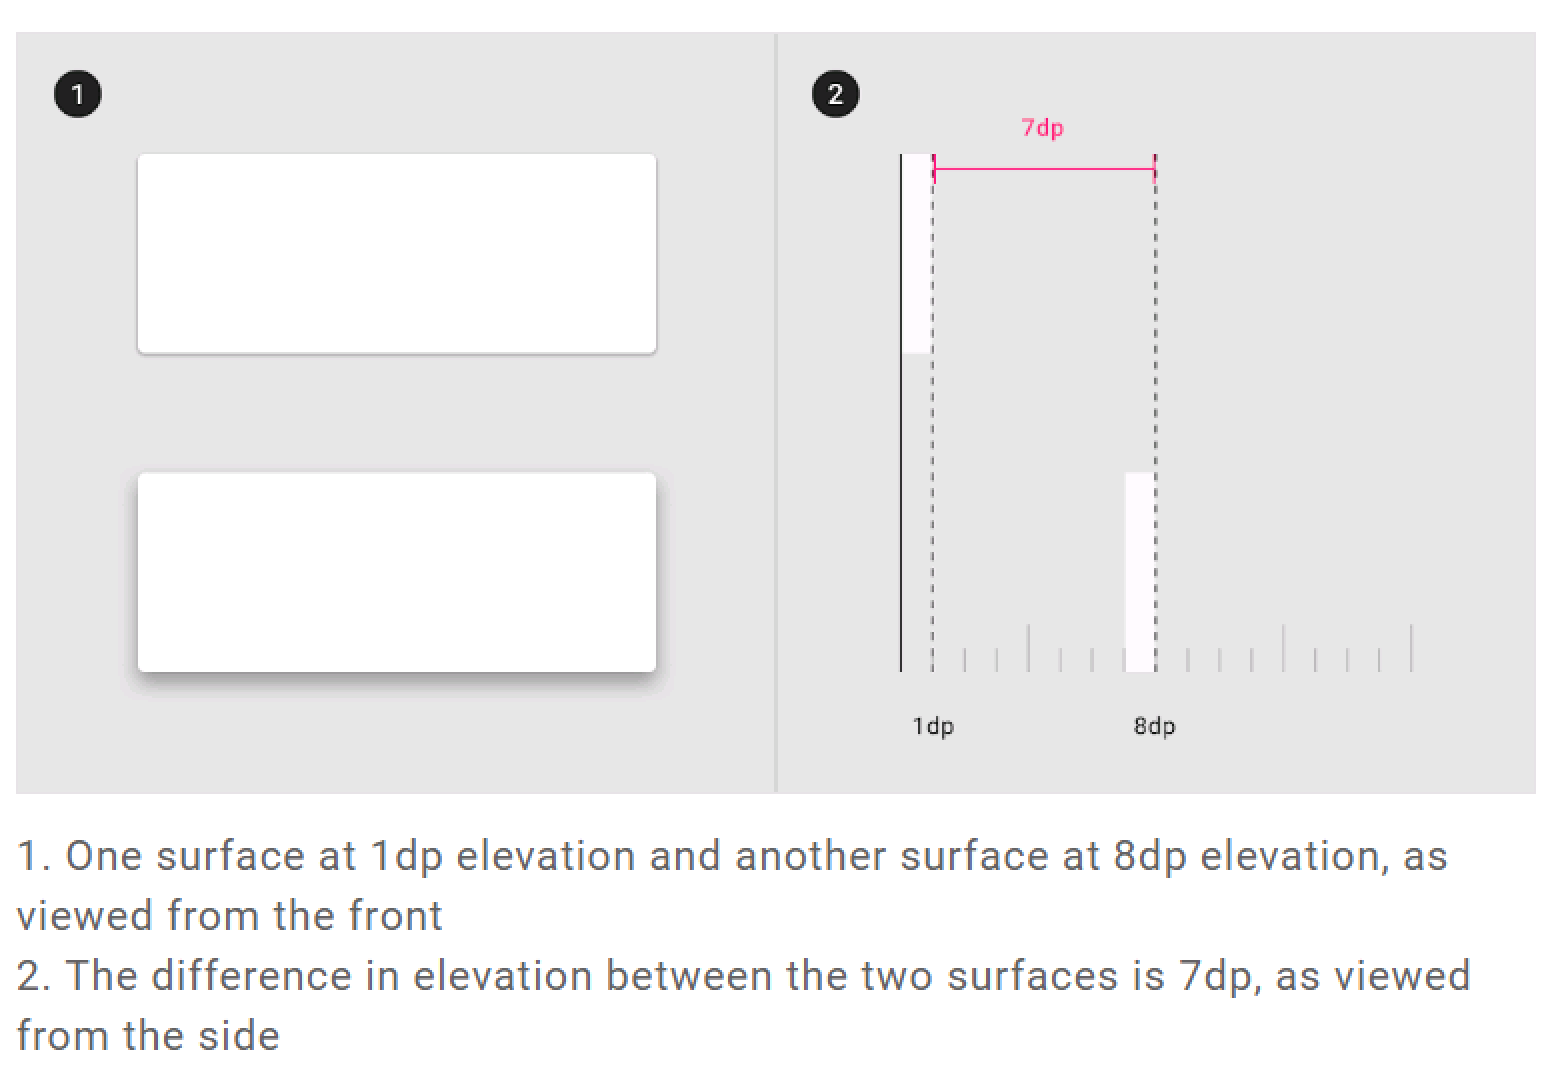 1
2
7dp
1dp
8dp
1. One surface at 1dp elevation and another surface at 8dp elevation, as
viewed from the front
2. The difference in elevation between the two surfaces is 7dp, as viewed
from the side